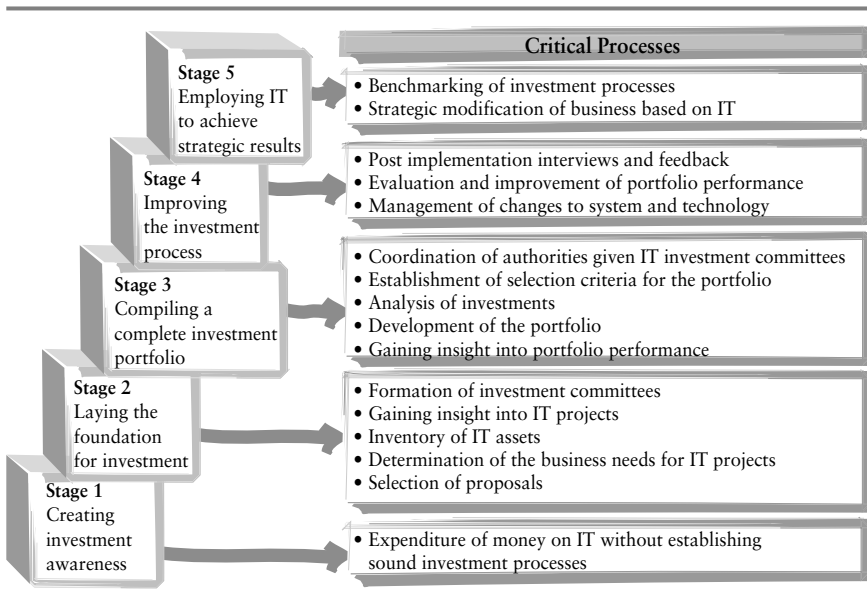 Critical Processes
Stage 5
Employing IT
to achieve
strategic results
• Benchmarking of investment processes
• Strategic modification of business based on IT
Stage 4
Improving
the investment
process
• Post implementation interviews and feedback
• Evaluation and improvement of portfolio performance
• Management of changes to system and technology
Stage 3
Compiling a
complete investment
portfolio
• Coordination of authorities given IT investment committees
• Establishment of selection criteria for the portfolio
• Analysis of investments
• Development of the portfolio
• Gaining insight into portfolio performance
Stage 2
Laying the
foundation
for investment
• Formation of investment committees
• Gaining insight into IT projects
• Inventory of IT assets
• Determination of the business needs for IT projects
• Selection of proposals
Stage 1
Creating
investment
awareness
• Expenditure of money on IT without establishing
sound investment processes